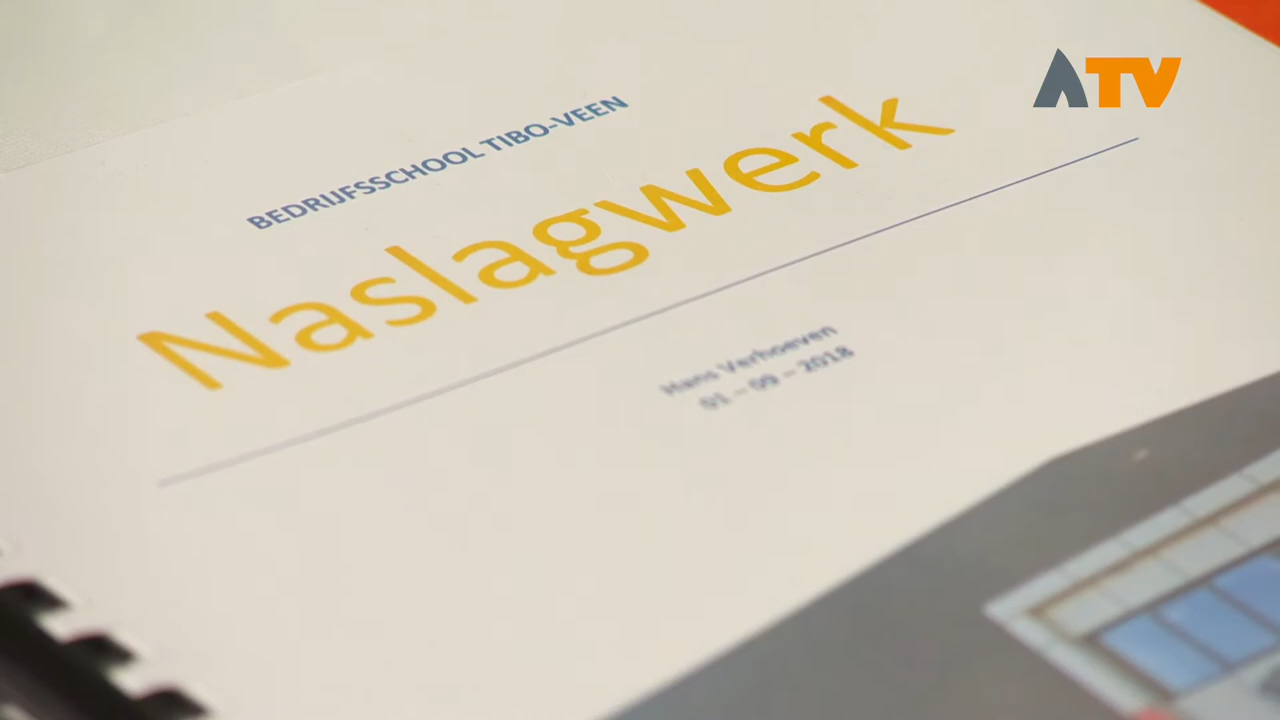 ATV
BEDRIJFSSCHOOL TIBO-VEEN
Naslagwerk
Hans Verhoeven
01 – 09 – 2018